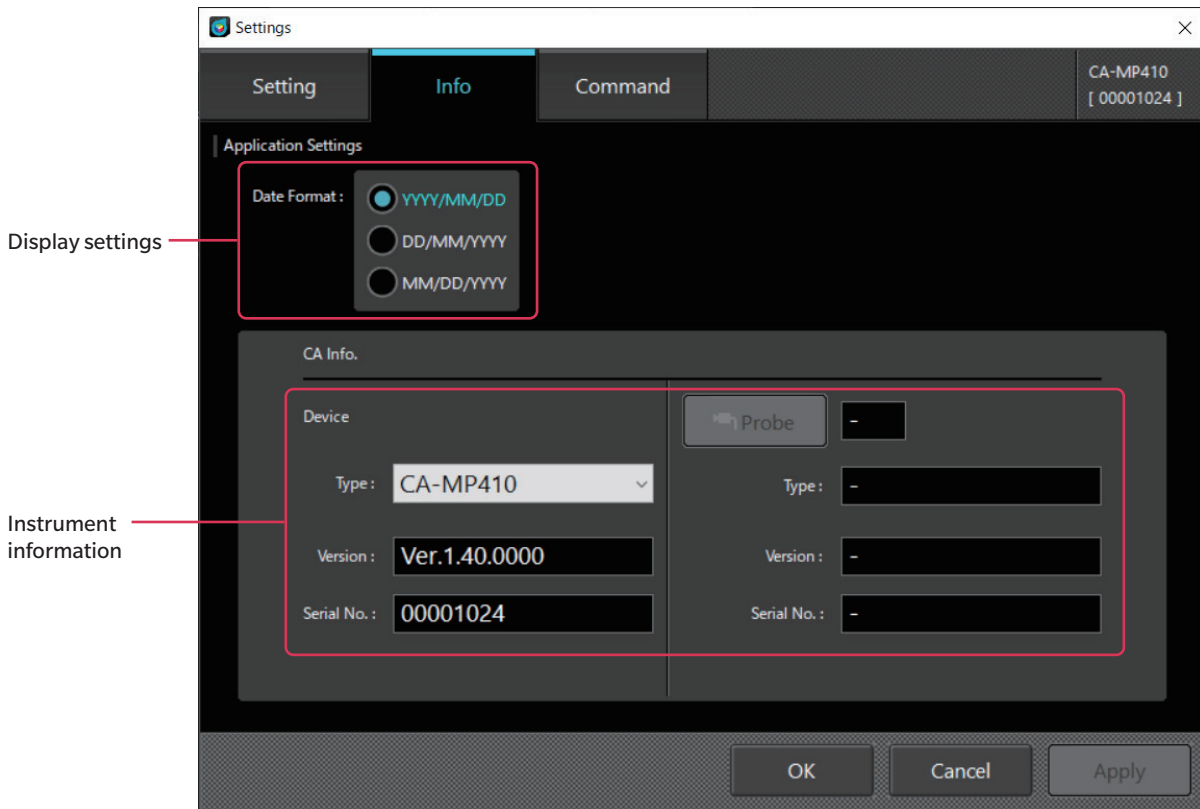 Settings
Setting
Info
Command
CA-MP410
[ 00001024 ]
Application Settings
Date Format :
YYYY/MM/DD
DD/MM/YYYY
MM/DD/YYYY
Display settings
CA Info.
Device
Probe
-
Type :
CA-MP410
Type :
-
Instrument
information
Version :
Ver.1.40.0000
Version :
-
Serial No. :
00001024
Serial No. :
-
OK
Cancel
Apply